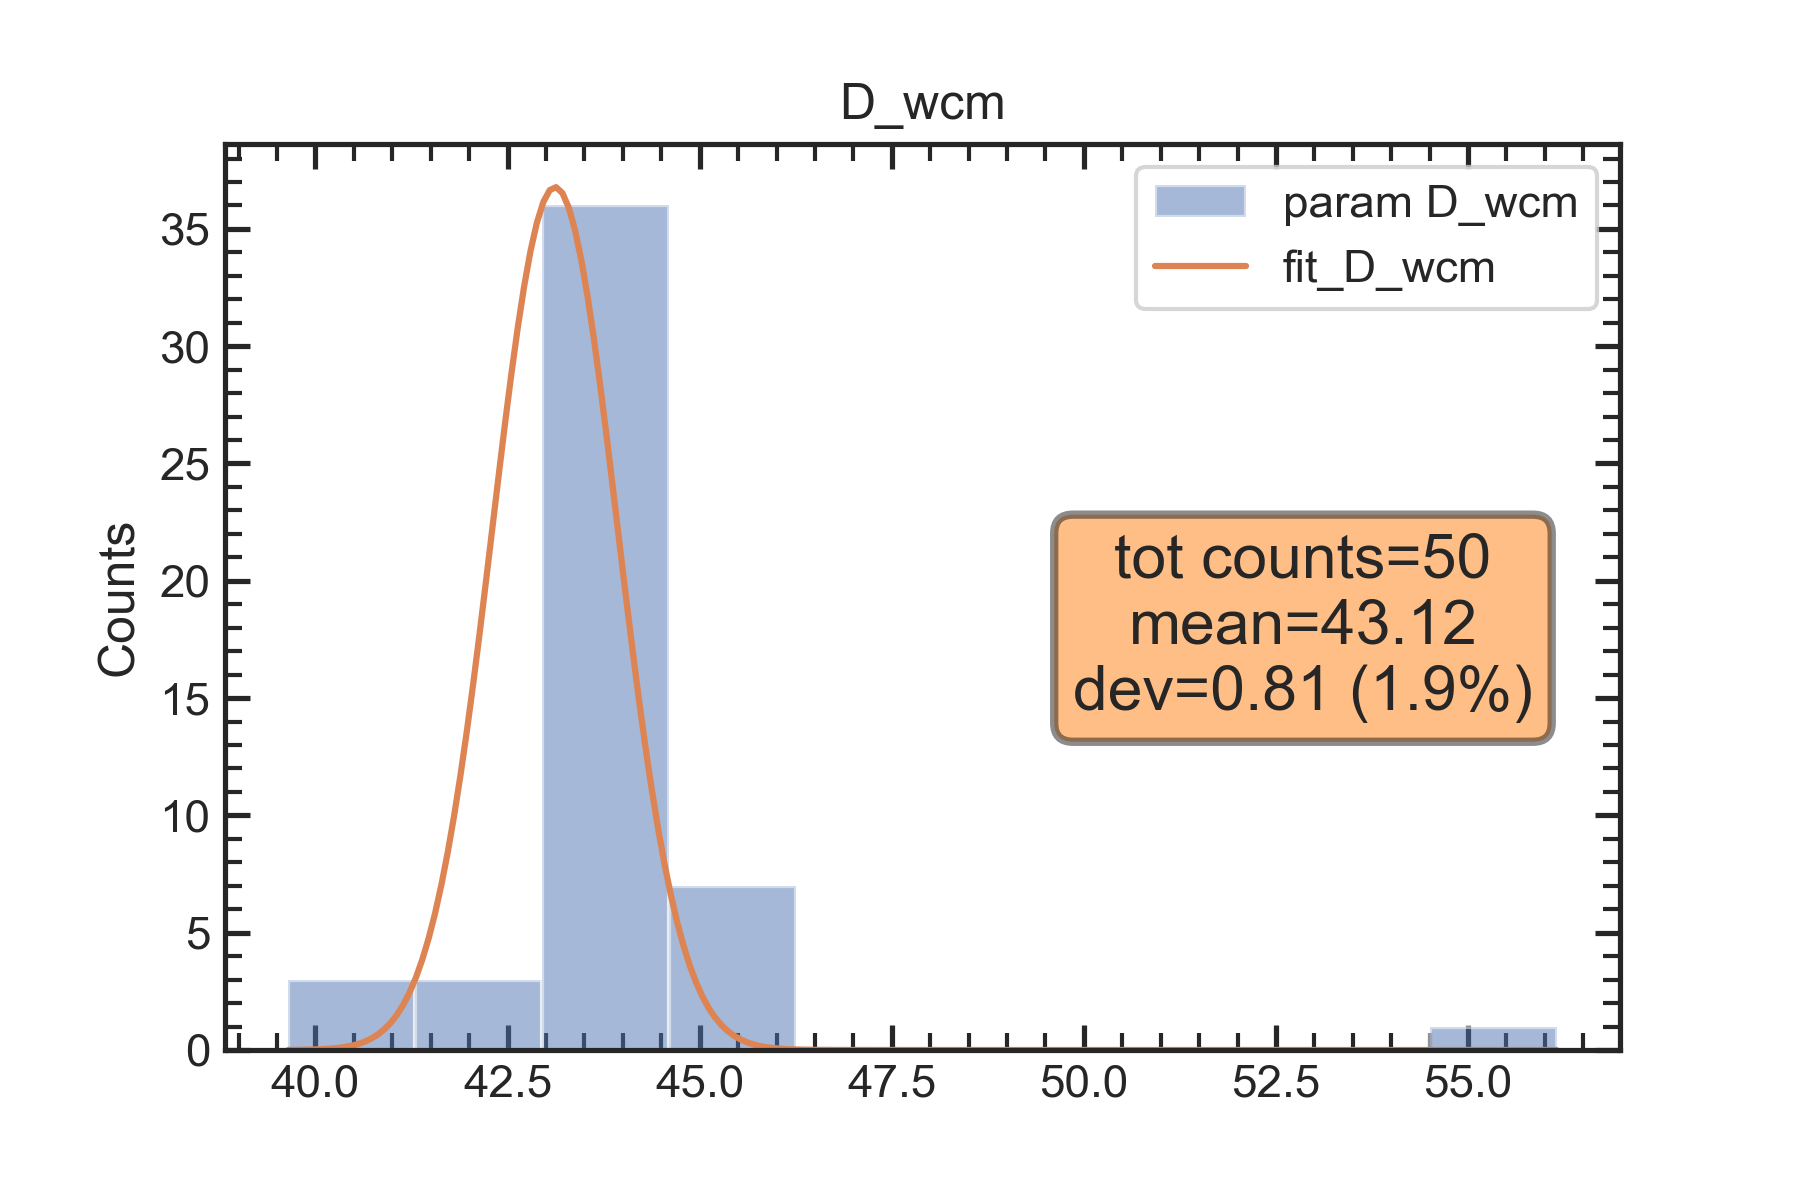 D_wcm
param D_wcm
fit_D_wcm
35
30
25
20
15
10
5
0
Counts
tot counts=50
mean=43.12
dev=0.81 (1.9%)
40.0 42.5 45.0 47.5 50.0 52.5 55.0